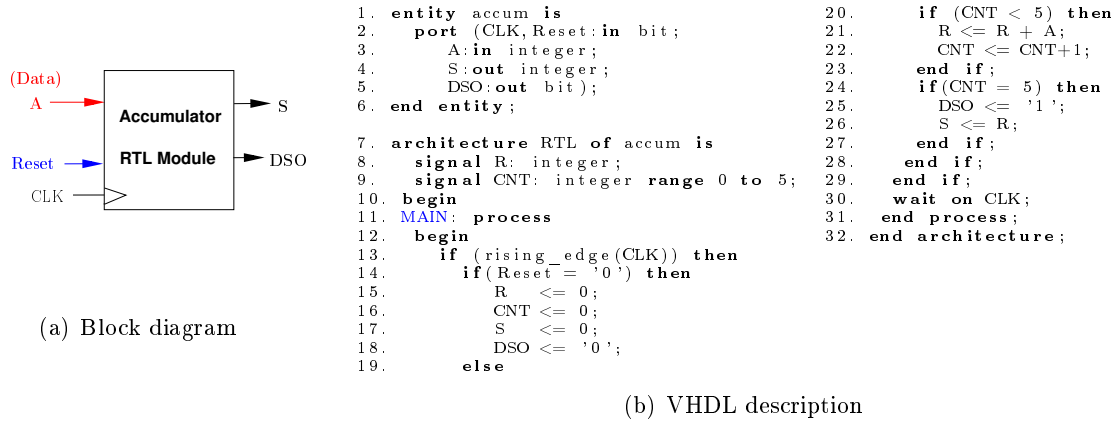 (Data)
A
Reset
CLK
Accumulator
RTL Module
S
DSO
(a) Block diagram
1. entity accum is
2. port (CLK,Reset:in bit;
3. A:in integer;
4. S:out integer;
5. DSO:out bit);
6. end entity;
7. architecture RTL of accum is
8. signal R: integer;
9. signal CNT: integer range 0 to 5;
10. begin
11. MAIN: process
12. begin
13. if (rising_edge(CLK)) then
14. if(Reset = '0') then
15. R <= 0;
16. CNT <= 0;
17. S <= 0;
18. DSO <= '0';
19. else
20. if (CNT < 5) then
21. R <= R + A;
22. CNT <= CNT+1;
23. end if;
24. if(CNT = 5) then
25. DSO <= '1';
26. S <= R;
27. end if;
28. end if;
29. end if;
30. wait on CLK;
31. end process;
32. end architecture;
(b) VHDL description